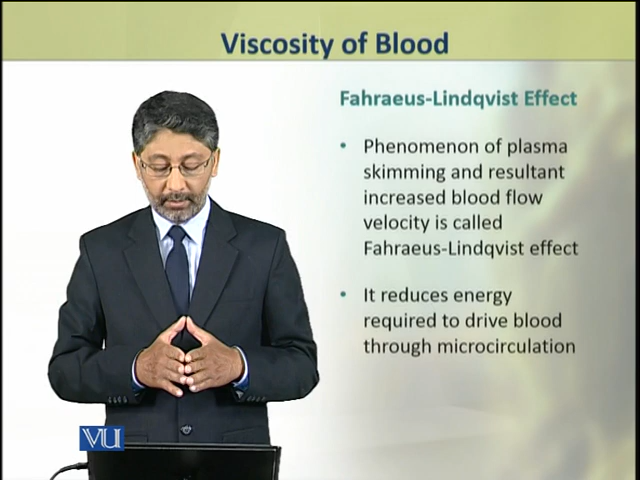 Viscosity of Blood
Fahraeus-Lindqvist Effect
• Phenomenon of plasma
skimming and resultant
increased blood flow
velocity is called
Fahraeus-Lindqvist effect
• It reduces energy
required to drive blood
through microcirculation
VU